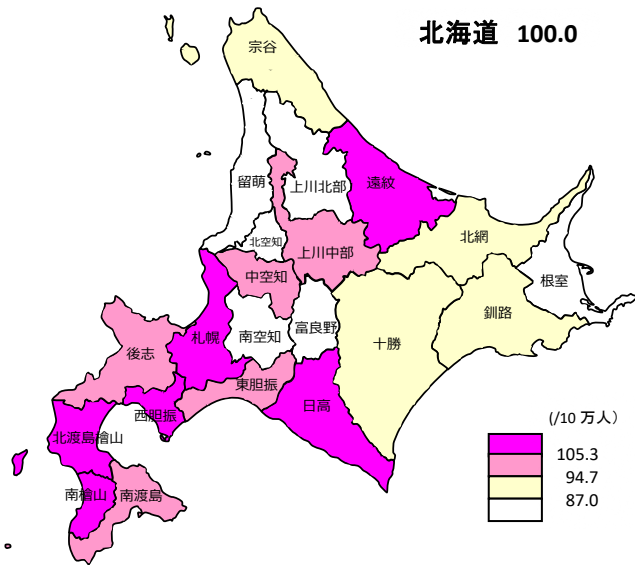 北海道 100.0
宗谷
留萌
上川北部
遠紋
北空知
上川中部
北網
中空知
根室
札幌
南空知
富良野
釧路
十勝
後志
東胆振
西胆振
日高
北渡島檜山
南檜山
南渡島
(/10 万人）
105.3
94.7
87.0